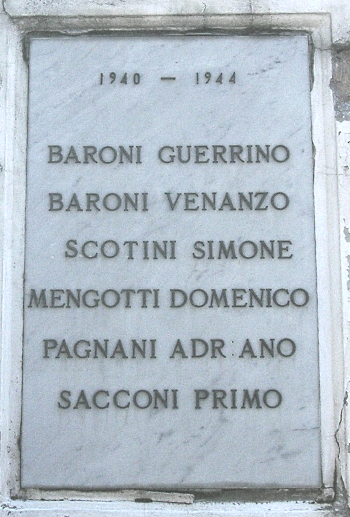 1940 — 1944
BARONI GUERRINO
BARONI VENANZO
SCOTINI SIMONE
MENGOTTI DOMENICO
PAGNANI ADR ANO
SACCONI PRIMO